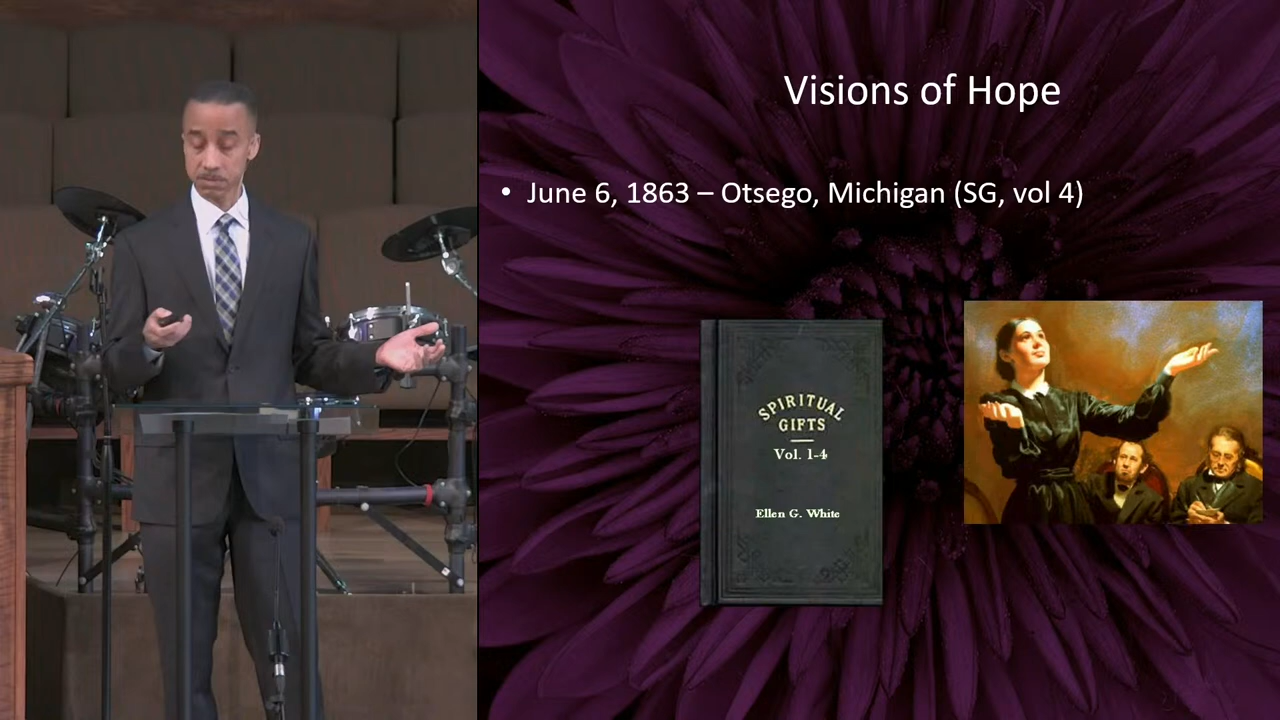 Visions of Hope
• June 6, 1863 – Otsego, Michigan (SG, vol 4)
SPIRITUAL
GIFTS
Vol. 1-4
Ellen G. White